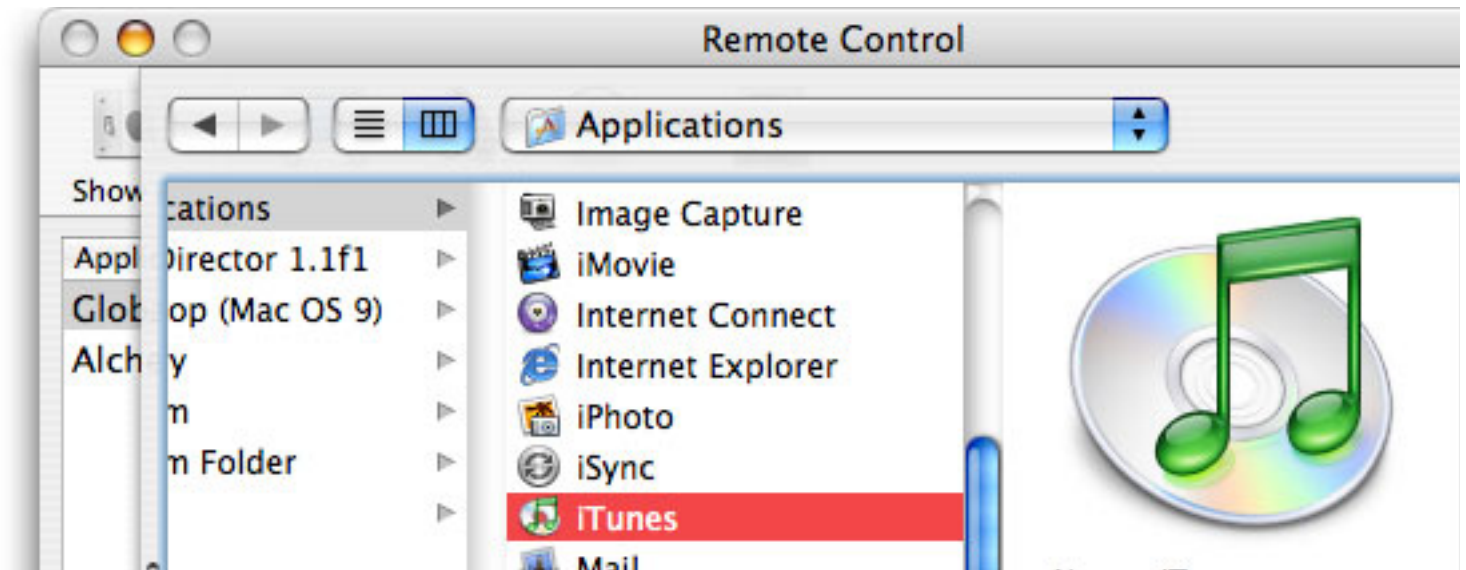 Remote Control
Applications
Show
cations
Image Capture
Appl
Director 1.1f1
iMovie
Glob
op (Mac OS 9)
Internet Connect
Alch
y
Internet Explorer
m
iPhoto
m Folder
iSync
iTunes
Mail